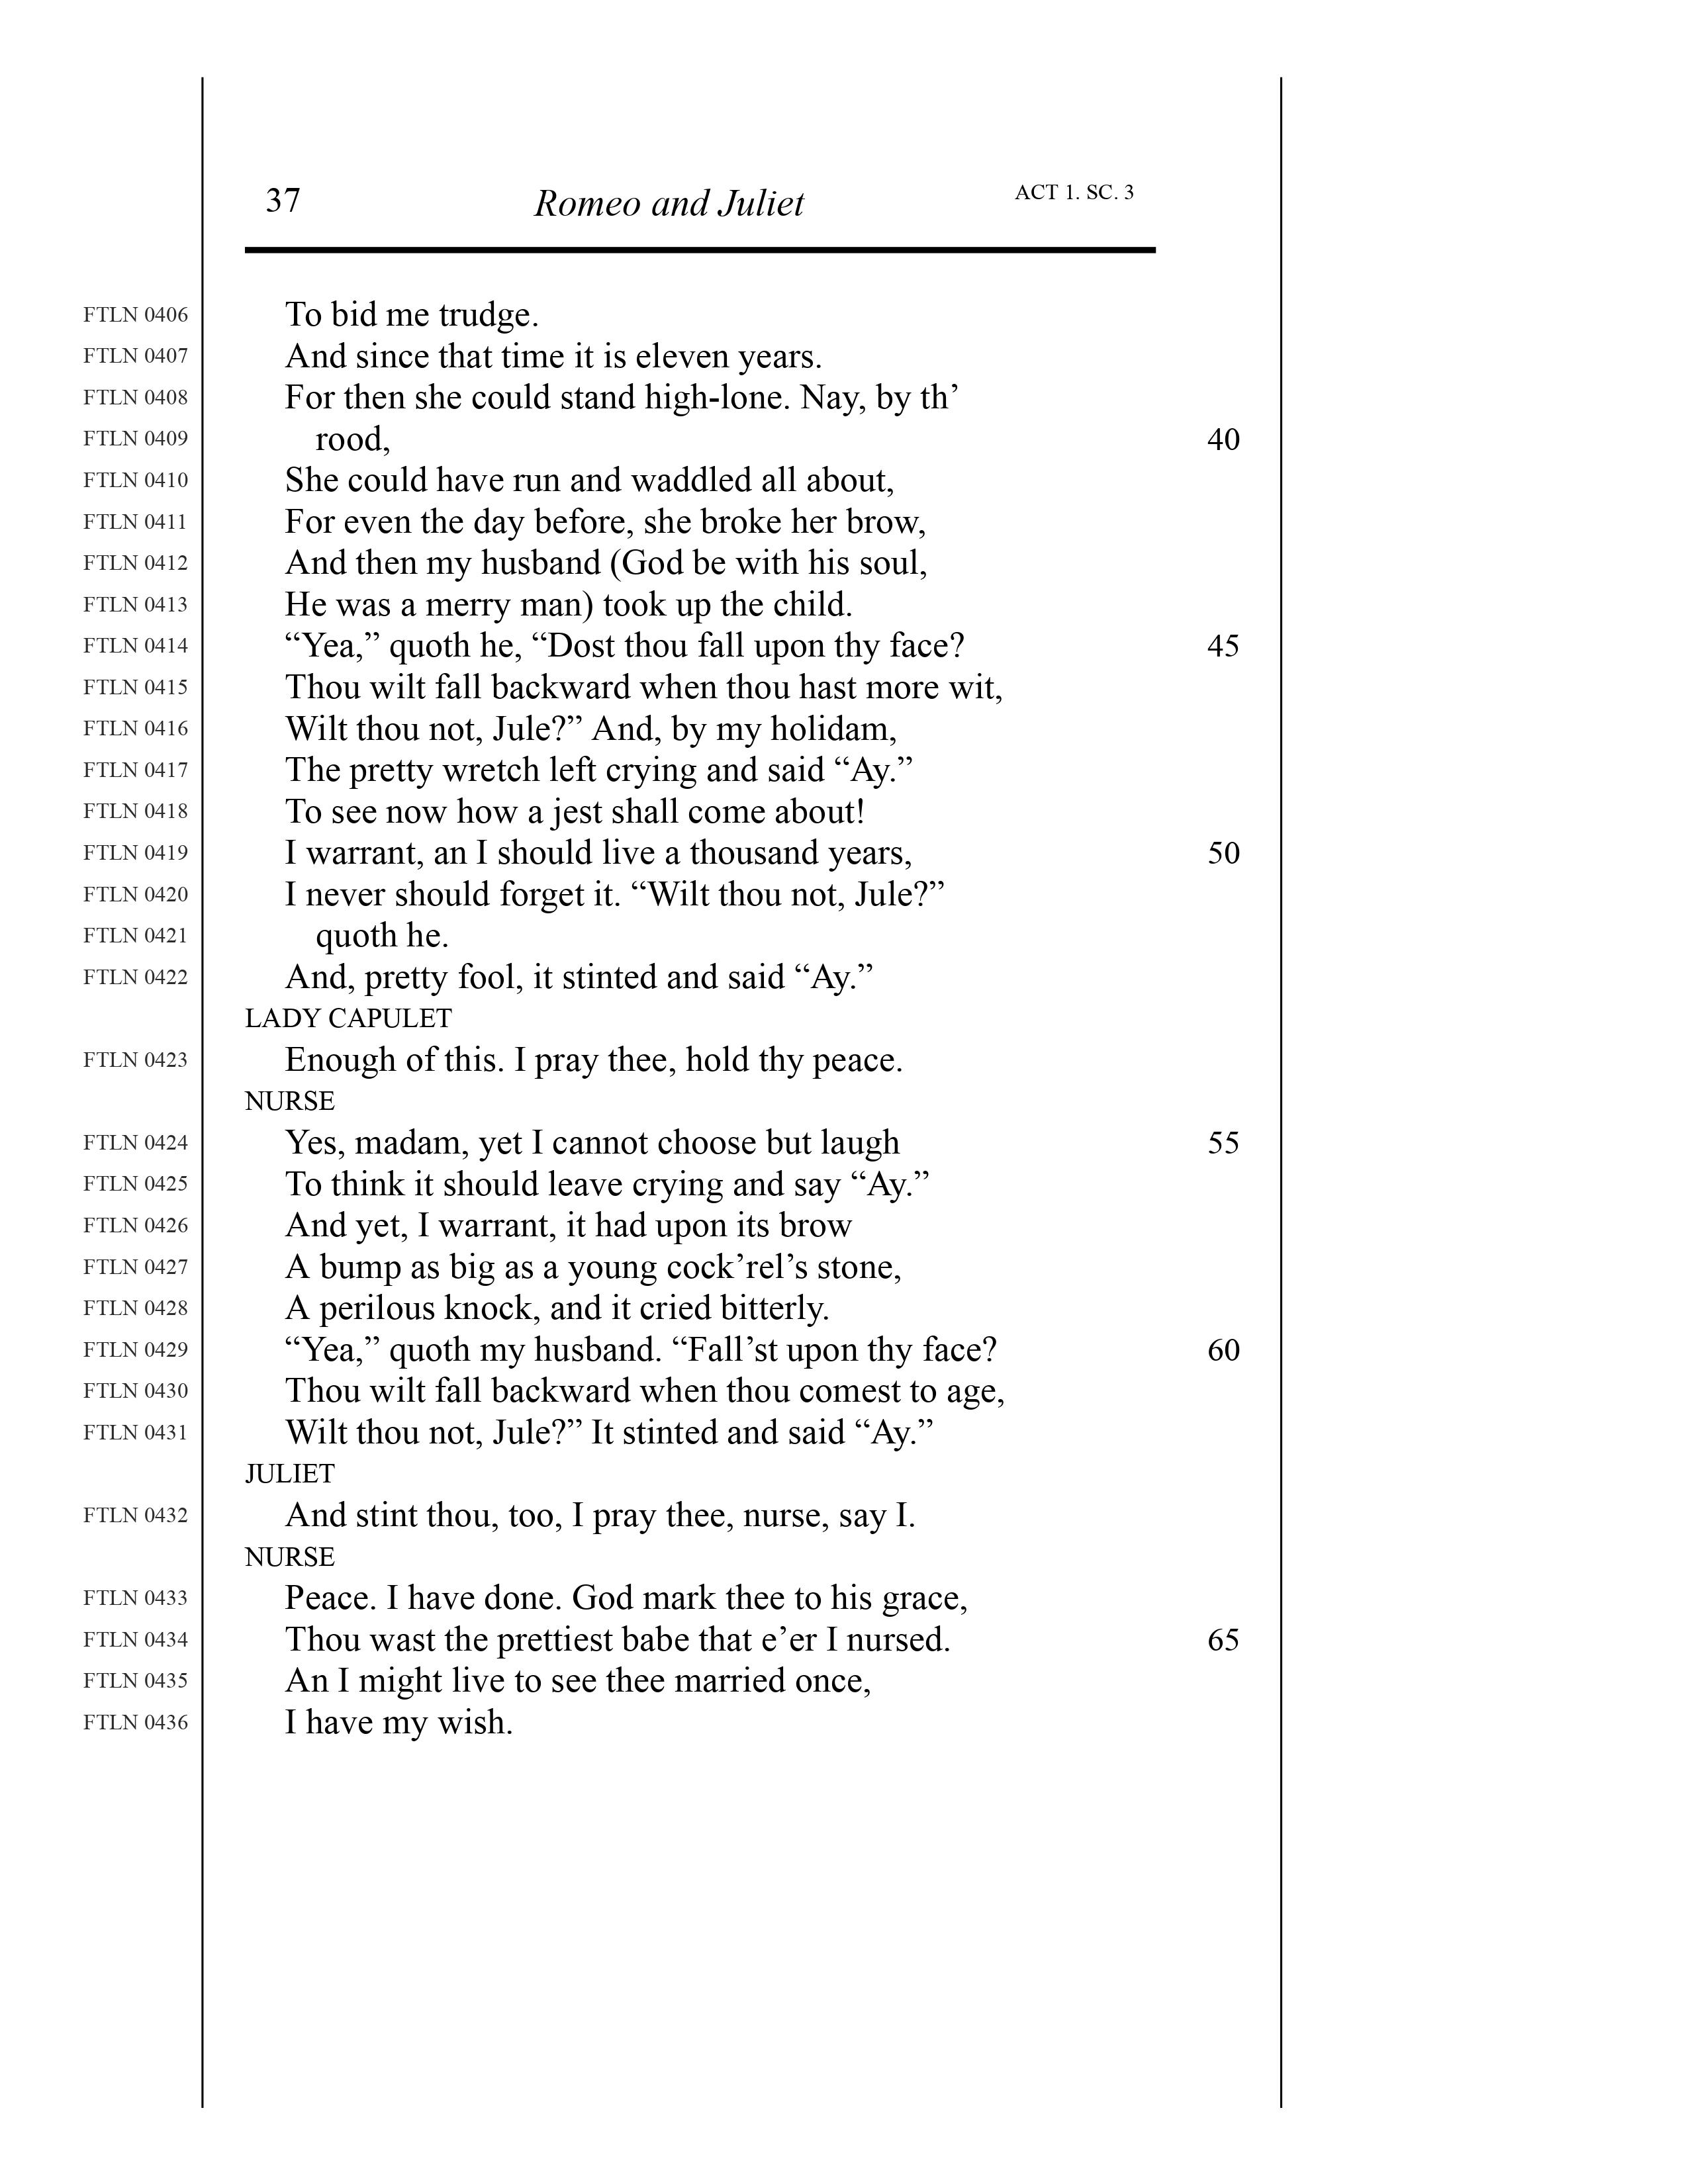 37 Romeo and Juliet ACT 1. SC. 3
FTLN 0406 To bid me trudge.
FTLN 0407 And since that time it is eleven years.
FTLN 0408 For then she could stand high-lone. Nay, by th’
FTLN 0409 rood, 40
FTLN 0410 She could have run and waddled all about,
FTLN 0411 For even the day before, she broke her brow,
FTLN 0412 And then my husband (God be with his soul,
FTLN 0413 He was a merry man) took up the child.
FTLN 0414 “Yea,” quoth he, “Dost thou fall upon thy face? 45
FTLN 0415 Thou wilt fall backward when thou hast more wit,
FTLN 0416 Wilt thou not, Jule?” And, by my holidam,
FTLN 0417 The pretty wretch left crying and said “Ay.”
FTLN 0418 To see now how a jest shall come about!
FTLN 0419 I warrant, an I should live a thousand years, 50
FTLN 0420 I never should forget it. “Wilt thou not, Jule?”
FTLN 0421 quoth he.
FTLN 0422 And, pretty fool, it stinted and said “Ay.”
LADY CAPULET
FTLN 0423 Enough of this. I pray thee, hold thy peace.
NURSE
FTLN 0424 Yes, madam, yet I cannot choose but laugh 55
FTLN 0425 To think it should leave crying and say “Ay.”
FTLN 0426 And yet, I warrant, it had upon its brow
FTLN 0427 A bump as big as a young cock’rel’s stone,
FTLN 0428 A perilous knock, and it cried bitterly.
FTLN 0429 “Yea,” quoth my husband. “Fall’st upon thy face? 60
FTLN 0430 Thou wilt fall backward when thou comest to age,
FTLN 0431 Wilt thou not, Jule?” It stinted and said “Ay.”
JULIET
FTLN 0432 And stint thou, too, I pray thee, nurse, say I.
NURSE
FTLN 0433 Peace. I have done. God mark thee to his grace,
FTLN 0434 Thou wast the prettiest babe that e’er I nursed. 65
FTLN 0435 An I might live to see thee married once,
FTLN 0436 I have my wish.